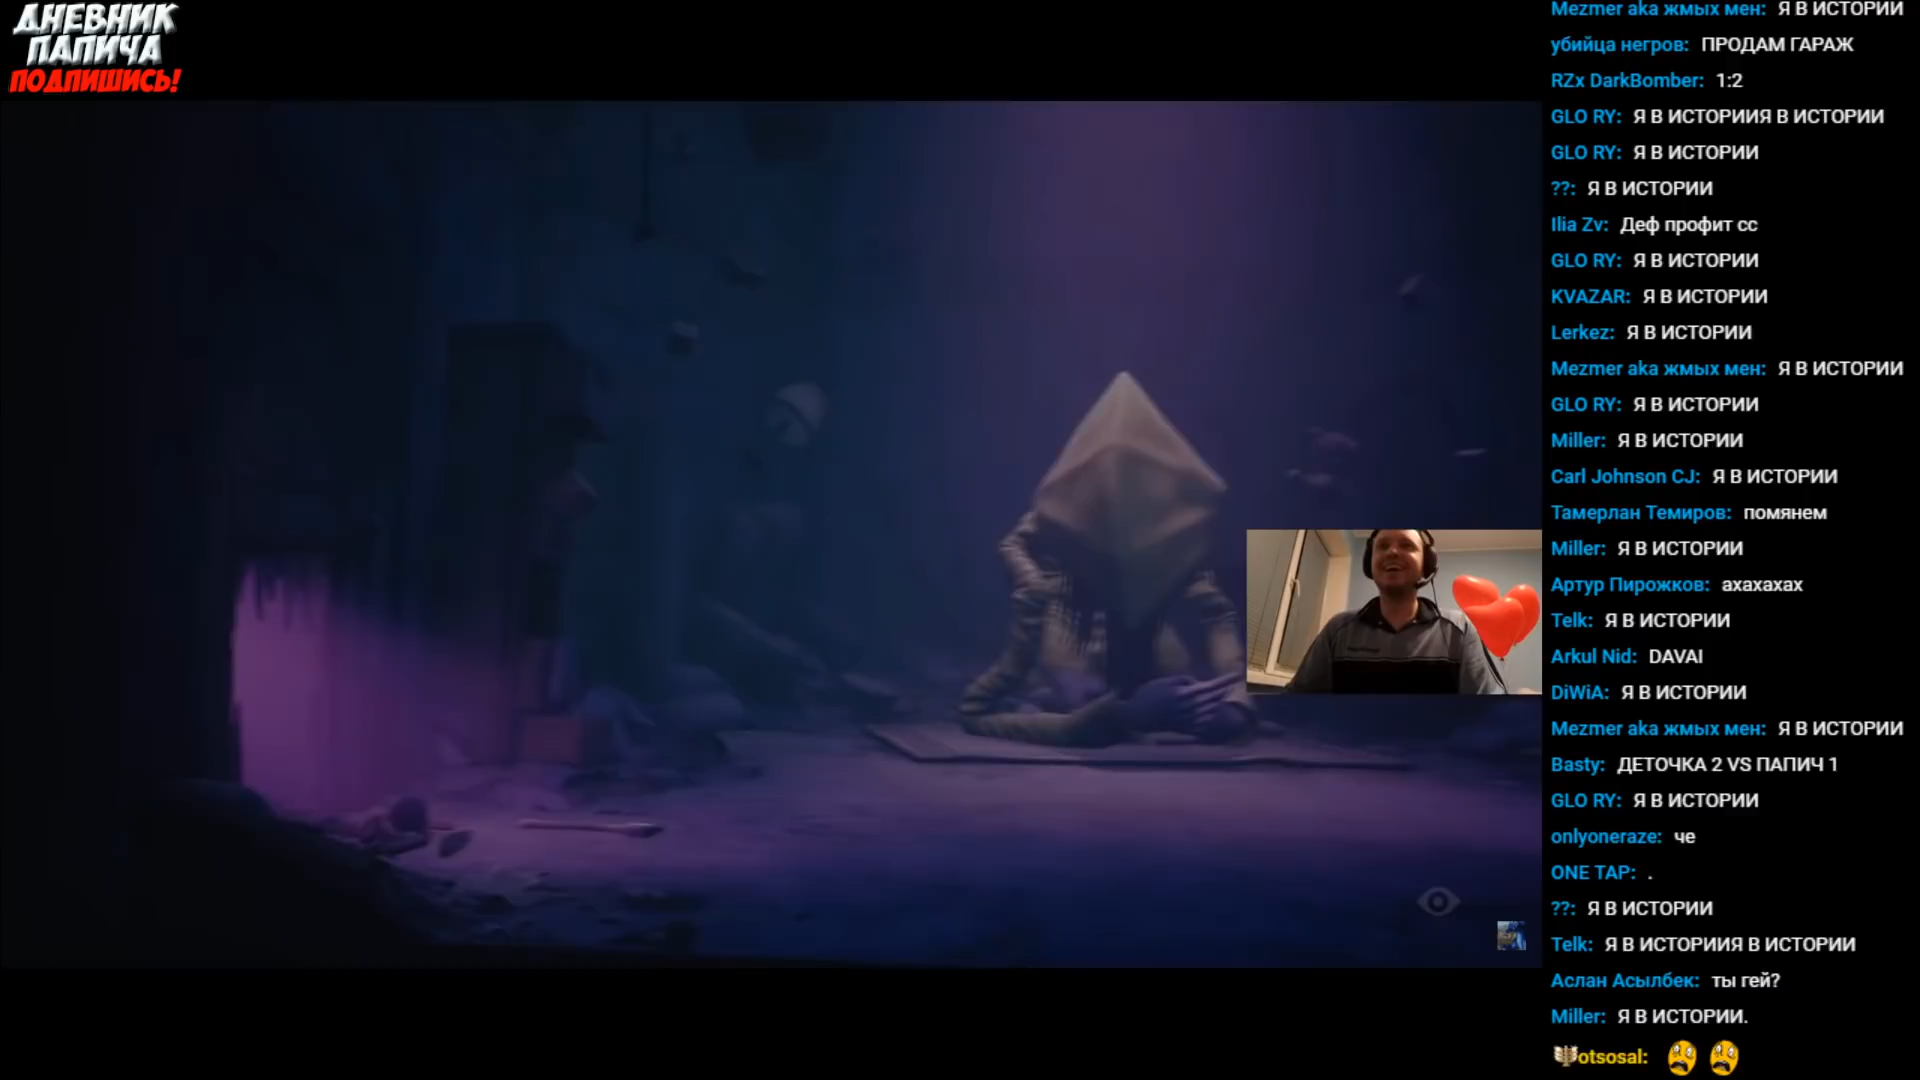 ДНЕВНИК
ПАПИЧА
ПОДПИШИСЬ!
Mezmer aka жмых мен: Я В ИСТОРИИ
убийца негров: ПРОДАМ ГАРАЖ
RZx DarkBomber: 1:2
GLO RY: Я В ИСТОРИИЯ В ИСТОРИИ
GLO RY: Я В ИСТОРИИ
??: Я В ИСТОРИИ
Ilia Zv: Деф профит сс
GLO RY: Я В ИСТОРИИ
KVAZAR: Я В ИСТОРИИ
Lerkez: Я В ИСТОРИИ
Mezmer aka жмых мен: Я В ИСТОРИИ
GLO RY: Я В ИСТОРИИ
Miller: Я В ИСТОРИИ
Carl Johnson CJ: Я В ИСТОРИИ
Тамерлан Темиров: помянем
Miller: Я В ИСТОРИИ
Артур Пирожков: ахахахах
Telk: Я В ИСТОРИИ
Arkul Nid: DAVAI
DiWiA: Я В ИСТОРИИ
Mezmer aka жмых мен: Я В ИСТОРИИ
Basty: ДЕТОЧКА 2 VS ПАПИЧ 1
GLO RY: Я В ИСТОРИИ
onlyoneraze: че
ONE TAP: .
??: Я В ИСТОРИИ
Telk: Я В ИСТОРИИЯ В ИСТОРИИ
Аслан Асылбек: ты гей?
Miller: Я В ИСТОРИИ.
otsosal: